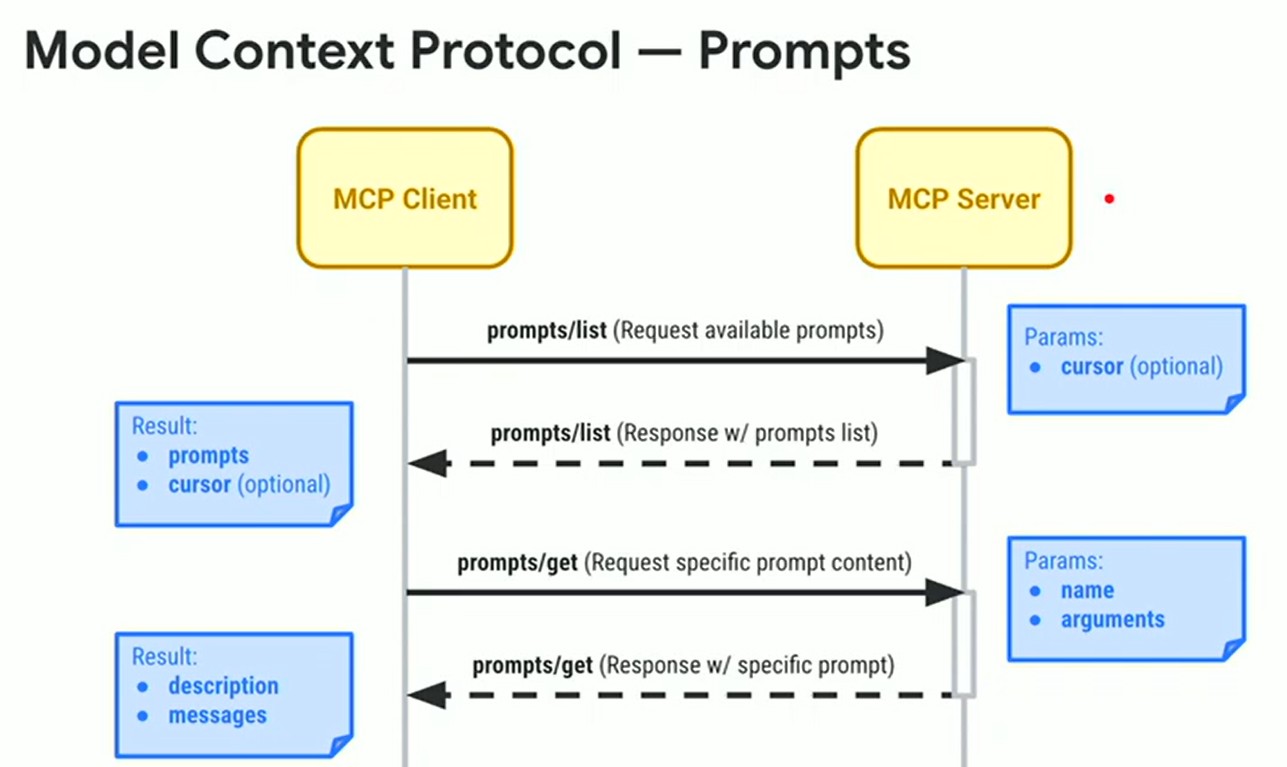 Model Context Protocol — Prompts
MCP Client
MCP Server
prompts/list (Request available prompts)
Params:
● cursor (optional)
prompts/list (Response w/ prompts list)
Result:
● prompts
● cursor (optional)
prompts/get (Request specific prompt content)
Params:
● name
● arguments
prompts/get (Response w/ specific prompt)
Result:
● description
● messages